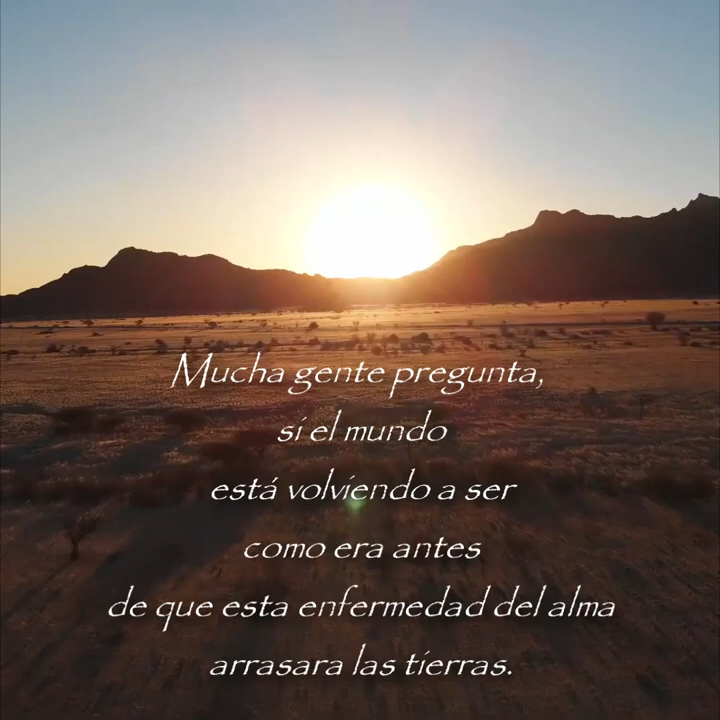 Mucha gente pregunta,
si el mundo
está volviendo a ser
como era antes
de que esta enfermedad del alma
arrasara las tierras.